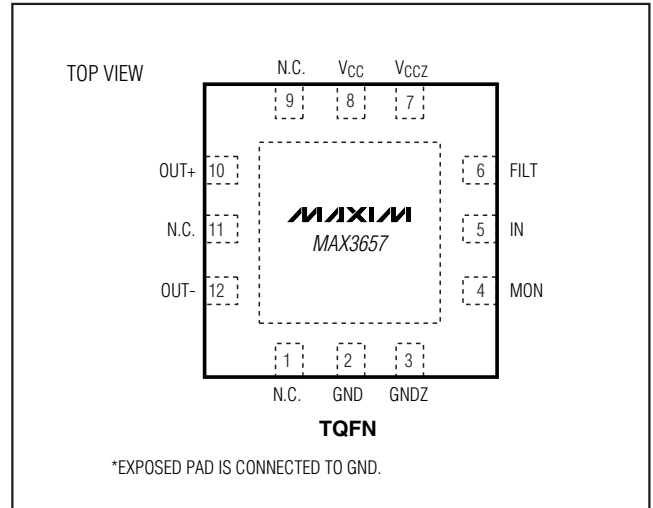 TOP VIEW
N.C. VCC VCCZ
9 8 7
OUT+ 10 6 FILT
MAXIM
N.C. 11 5 IN
MAX3657
OUT- 12 4 MON
1 2 3
N.C. GND GNDZ
TQFN
*EXPOSED PAD IS CONNECTED TO GND.